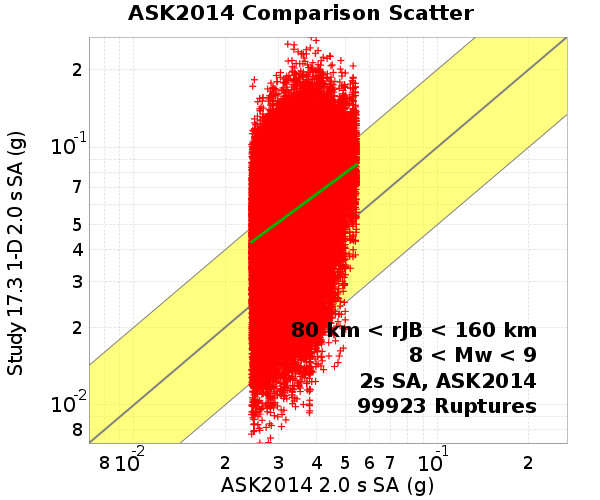 ASK2014 Comparison Scatter
Study 17.3 1-D 2.0 s SA (g)
2
10-1
7
5
4
3
2
10-2
8
80 km < rJB < 160 km
8 < Mw < 9
2s SA, ASK2014
99923 Ruptures
8 10-2 2 3 4 5 6 7 10-1 2
ASK2014 2.0 s SA (g)